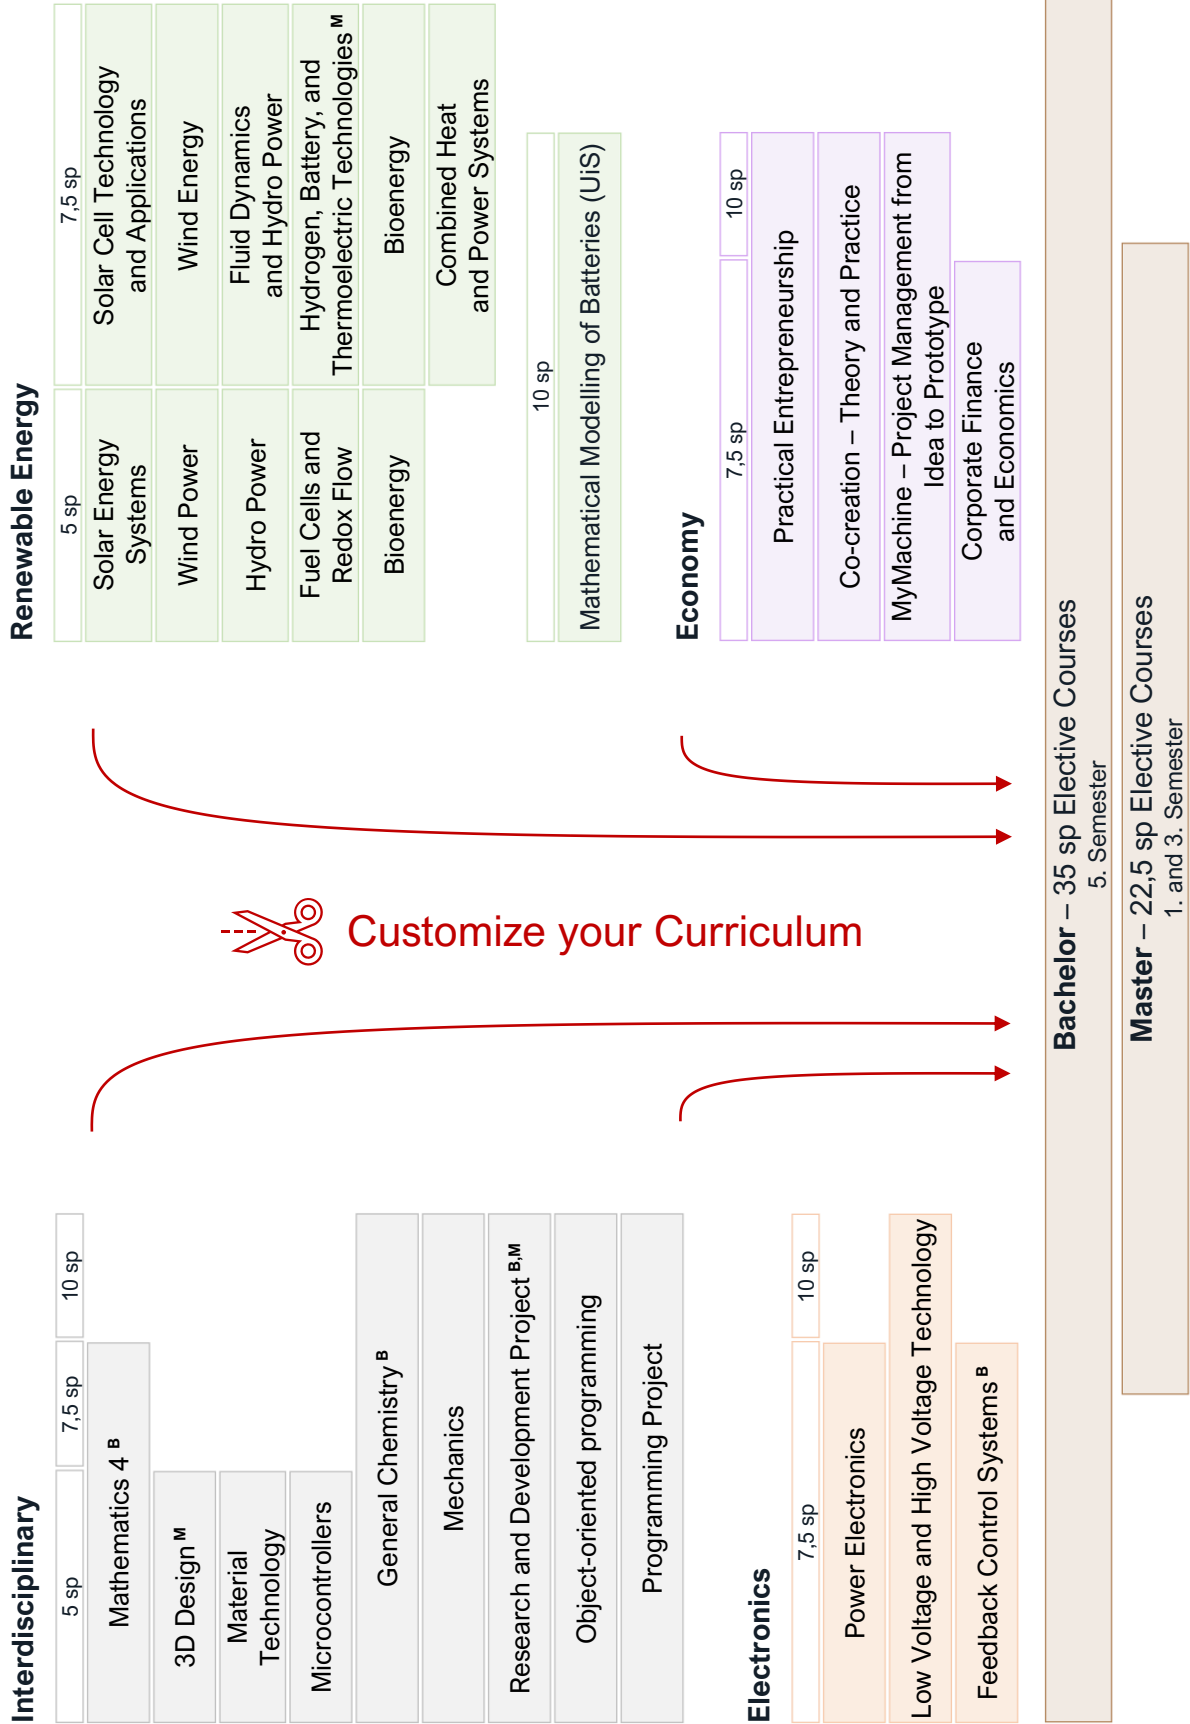 Interdisciplinary
5 sp
7,5 sp
10 sp
Mathematics 4 B
3D Design M
Material
Technology
Microcontrollers
General Chemistry B
Mechanics
Research and Development Project B,M
Object-oriented programming
Programming Project
Renewable Energy
5 sp
7,5 sp
Solar Energy
Systems
Solar Cell Technology
and Applications
Wind Power
Wind Energy
Hydro Power
Fluid Dynamics
and Hydro Power
Fuel Cells and
Redox Flow
Hydrogen, Battery, and
Thermoelectric Technologies M
Bioenergy
Bioenergy
Combined Heat
and Power Systems
10 sp
Mathematical Modelling of Batteries (UiS)
Customize your Curriculum
Electronics
7,5 sp
10 sp
Power Electronics
Low Voltage and High Voltage Technology
Feedback Control Systems B
Economy
7,5 sp
10 sp
Practical Entrepreneurship
Co-creation – Theory and Practice
MyMachine – Project Management from
Idea to Prototype
Corporate Finance
and Economics
Bachelor – 35 sp Elective Courses
5. Semester
Master – 22,5 sp Elective Courses
1. and 3. Semester